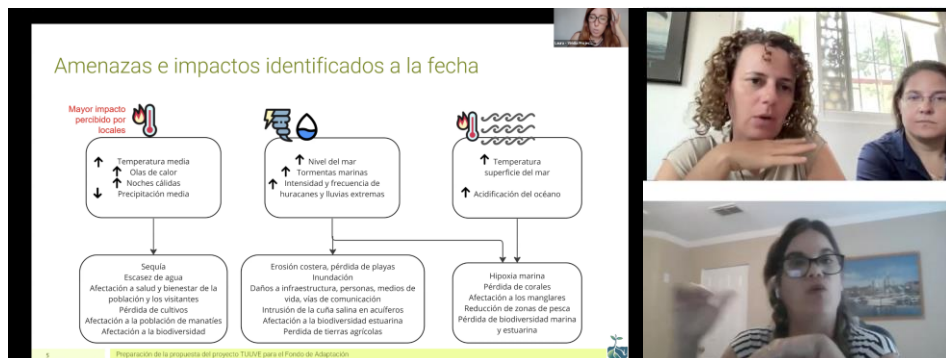 Amenazas e impactos identificados a la fecha
Mayor impacto
percibido por
locales
Temperatura media
Olas de calor
Noches cálidas
Precipitación media
Nivel del mar
Tormentas marinas
Intensidad y frecuencia de
huracanes y lluvias extremas
Temperatura
superficie del mar
Acidificación del océano
Sequía
Escasez de agua
Afectación a salud y bienestar de la
población y los visitantes
Pérdida de cultivos
Afectación a la población de manatíes
Afectación a la biodiversidad
Erosión costera, pérdida de playas
Inundación
Daños a infraestructura, personas, medios de
vida, vías de comunicación
Intrusión de la cuña salina en acuíferos
Afectación a la biodiversidad estuarina
Perdida de tierras agrícolas
Hipoxia marina
Pérdida de corales
Afectación a los manglares
Reducción de zonas de pesca
Pérdida de biodiversidad marina
y estuarina
5 Preparación de la propuesta del proyecto TUUVE para el Fondo de Adaptación